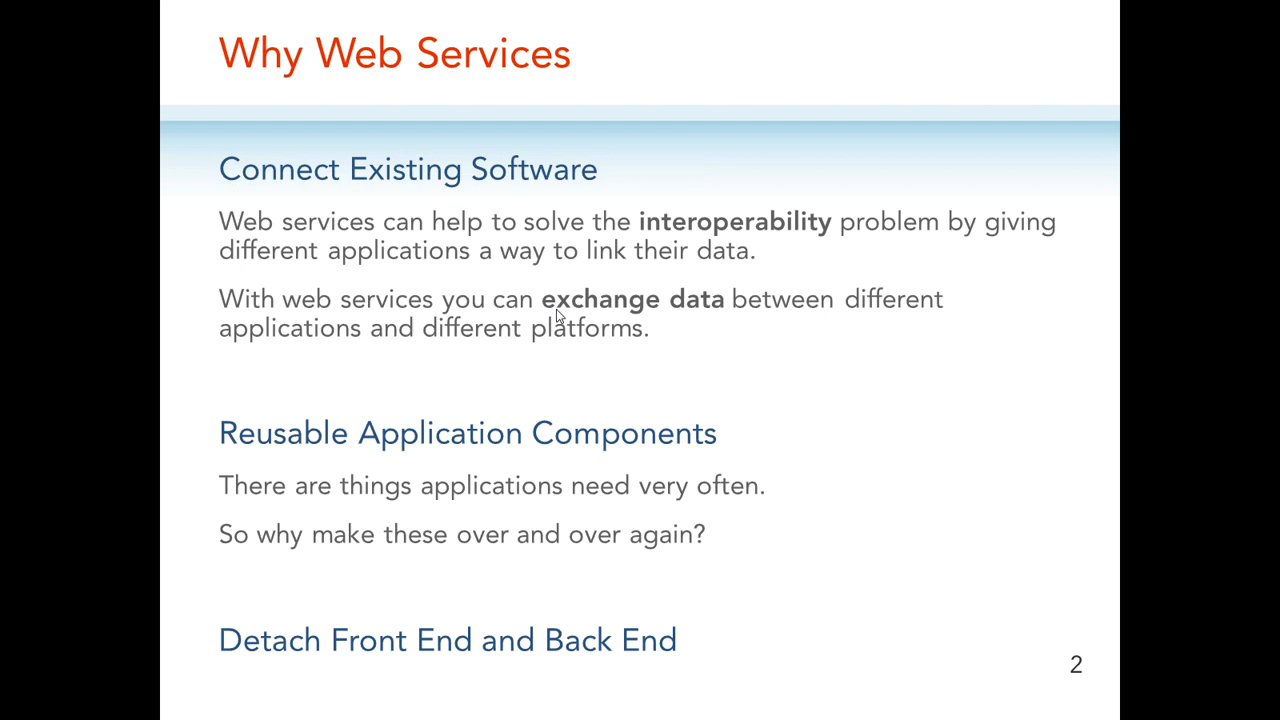 Why Web Services
Connect Existing Software
Web services can help to solve the interoperability problem by giving
different applications a way to link their data.
With web services you can exchange data between different
applications and different platforms.
Reusable Application Components
There are things applications need very often.
So why make these over and over again?
Detach Front End and Back End
2